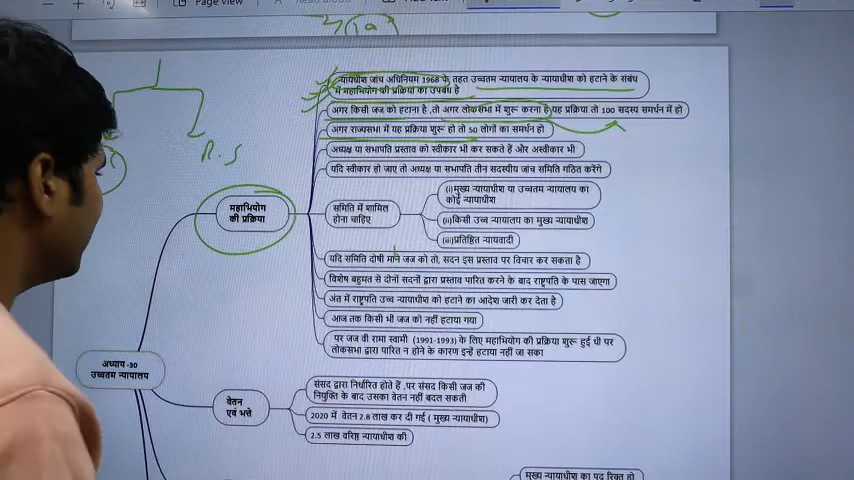 Page view
Read aloud
1a
R.S
न्यायधीश जांच अधिनियम 1968 के तहत उच्चतम न्यायालय के न्यायाधीश को हटाने के संबंध
में महाभियोग की प्रक्रिया का उपबंध है
अगर किसी जज को हटाना है ,तो अगर लोकसभा में शुरू करना है यह प्रक्रिया तो 100 सदस्य समर्थन में हो
अगर राज्यसभा में यह प्रक्रिया शुरू हो तो 50 लोगों का समर्थन हो
अध्यक्ष या सभापति प्रस्ताव को स्वीकार भी कर सकते हैं और अस्वीकार भी
यदि स्वीकार हो जाए तो अध्यक्ष या सभापति तीन सदस्यीय जांच समिति गठित करेंगे
महाभियोग
की प्रक्रिया
समिति में शामिल
होना चाहिए
(i)मुख्य न्यायाधीश या उच्चतम न्यायालय का
कोई न्यायाधीश
(ii)किसी उच्च न्यायालय का मुख्य न्यायाधीश
(iii)प्रतिष्ठित न्यायवादी
यदि समिति दोषी माने जज को तो, सदन इस प्रस्ताव पर विचार कर सकता है
विशेष बहुमत से दोनों सदनों द्वारा प्रस्ताव पारित करने के बाद राष्ट्रपति के पास जाएगा
अंत में राष्ट्रपति उच्च न्यायाधीश को हटाने का आदेश जारी कर देता है
आज तक किसी भी जज को नहीं हटाया गया
पर जज वी रामा स्वामी (1991-1993) के लिए महाभियोग की प्रक्रिया शुरू हुई थी पर
लोकसभा द्वारा पारित न होने के कारण इन्हें हटाया नहीं जा सका
अध्याय -30
उच्चतम न्यायालय
वेतन
एवं भत्ते
संसद द्वारा निर्धारित होते हैं ,पर संसद किसी जज की
नियुक्ति के बाद उसका वेतन नहीं बदल सकती
2020 में वेतन 2.8 लाख कर दी गई ( मुख्य न्यायाधीश)
2.5 लाख वरिष्ठ न्यायाधीश की
मुख्य न्यायाधीश का पद रिक्त हो